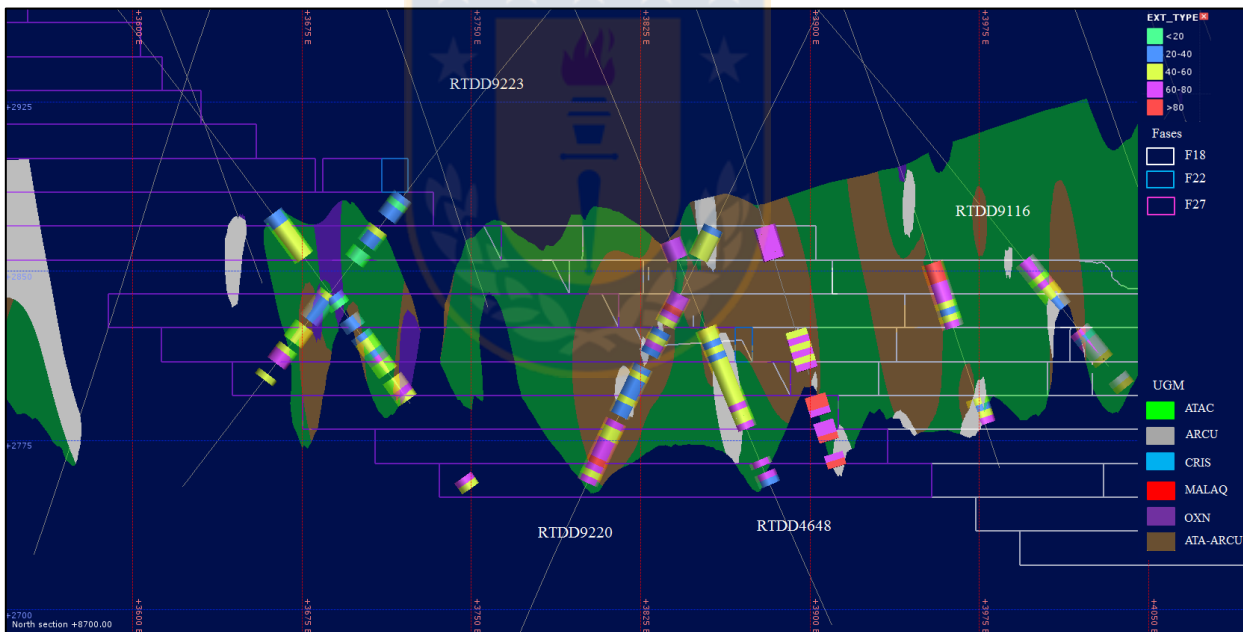 +3600 E
+3675 E
+3750 E
+3825 E
+3900 E
+3975 E
EXT_TYPE
<20
20-40
40-60
60-80
>80
RTDD9223
+2925
Fases
F18
F22
F27
RTDD9116
+2850
UGM
ATAC
ARCU
CRIS
MALAQ
OXN
ATA-ARCU
+2775
RTDD9220
RTDD4648
+2700
North section +8700.00
+3600 E
+3675 E
+3750 E
+3825 E
+3900 E
+3975 E
+4050 E